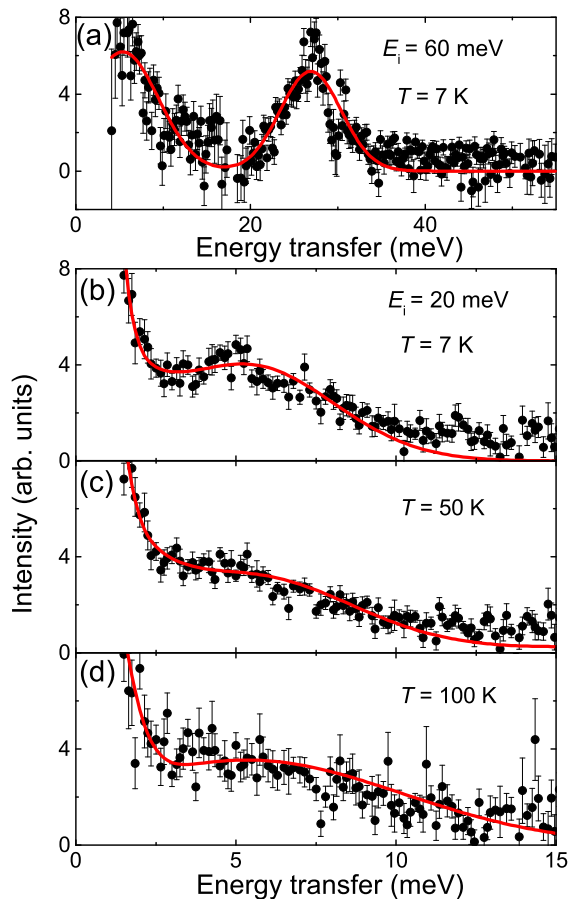 8
(a)
E_i = 60 meV
4
T = 7 K
0
0 20 40
Energy transfer (meV)
8
(b)
E_i = 20 meV
T = 7 K
4
0
(c)
T = 50 K
4
0
(d)
T = 100 K
4
0
0 5 10 15
Energy transfer (meV)
Intensity (arb. units)